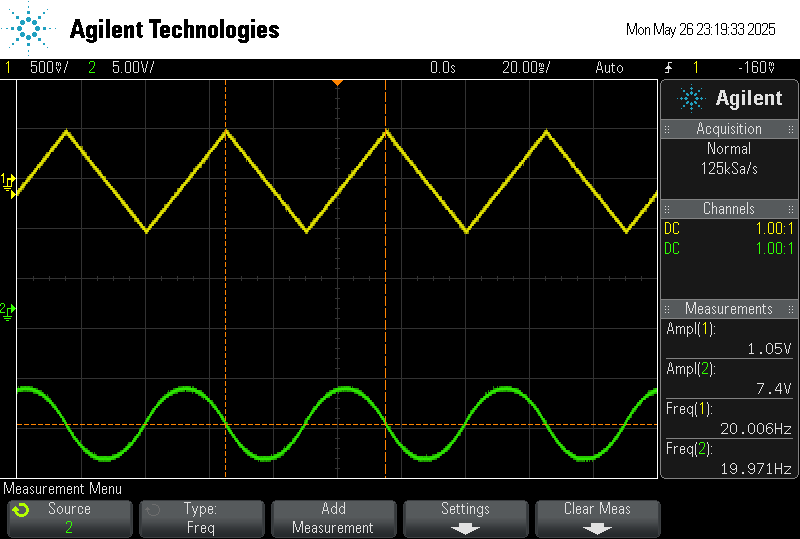 Agilent Technologies
Mon May 26 23:19:33 2025
1 500mV/ 2 5.00V/ 0.0s 20.00ms/ Auto 1 -160mV
Agilent
Acquisition
Normal
125kSa/s
Channels
DC 1.00:1
DC 1.00:1
Measurements
Ampl(1):
1.05V
Ampl(2):
7.4V
Freq(1):
20.006Hz
Freq(2):
19.971Hz
1
2
Measurement Menu
Source
2
Type:
Freq
Add
Measurement
Settings
Clear Meas